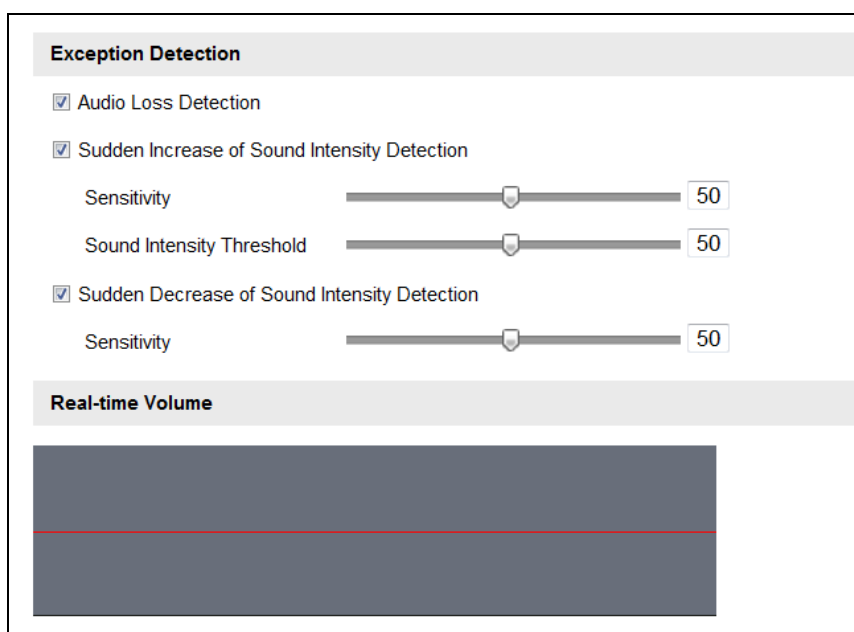 Exception Detection
Audio Loss Detection
Sudden Increase of Sound Intensity Detection
Sensitivity 50
Sound Intensity Threshold 50
Sudden Decrease of Sound Intensity Detection
Sensitivity 50
Real-time Volume